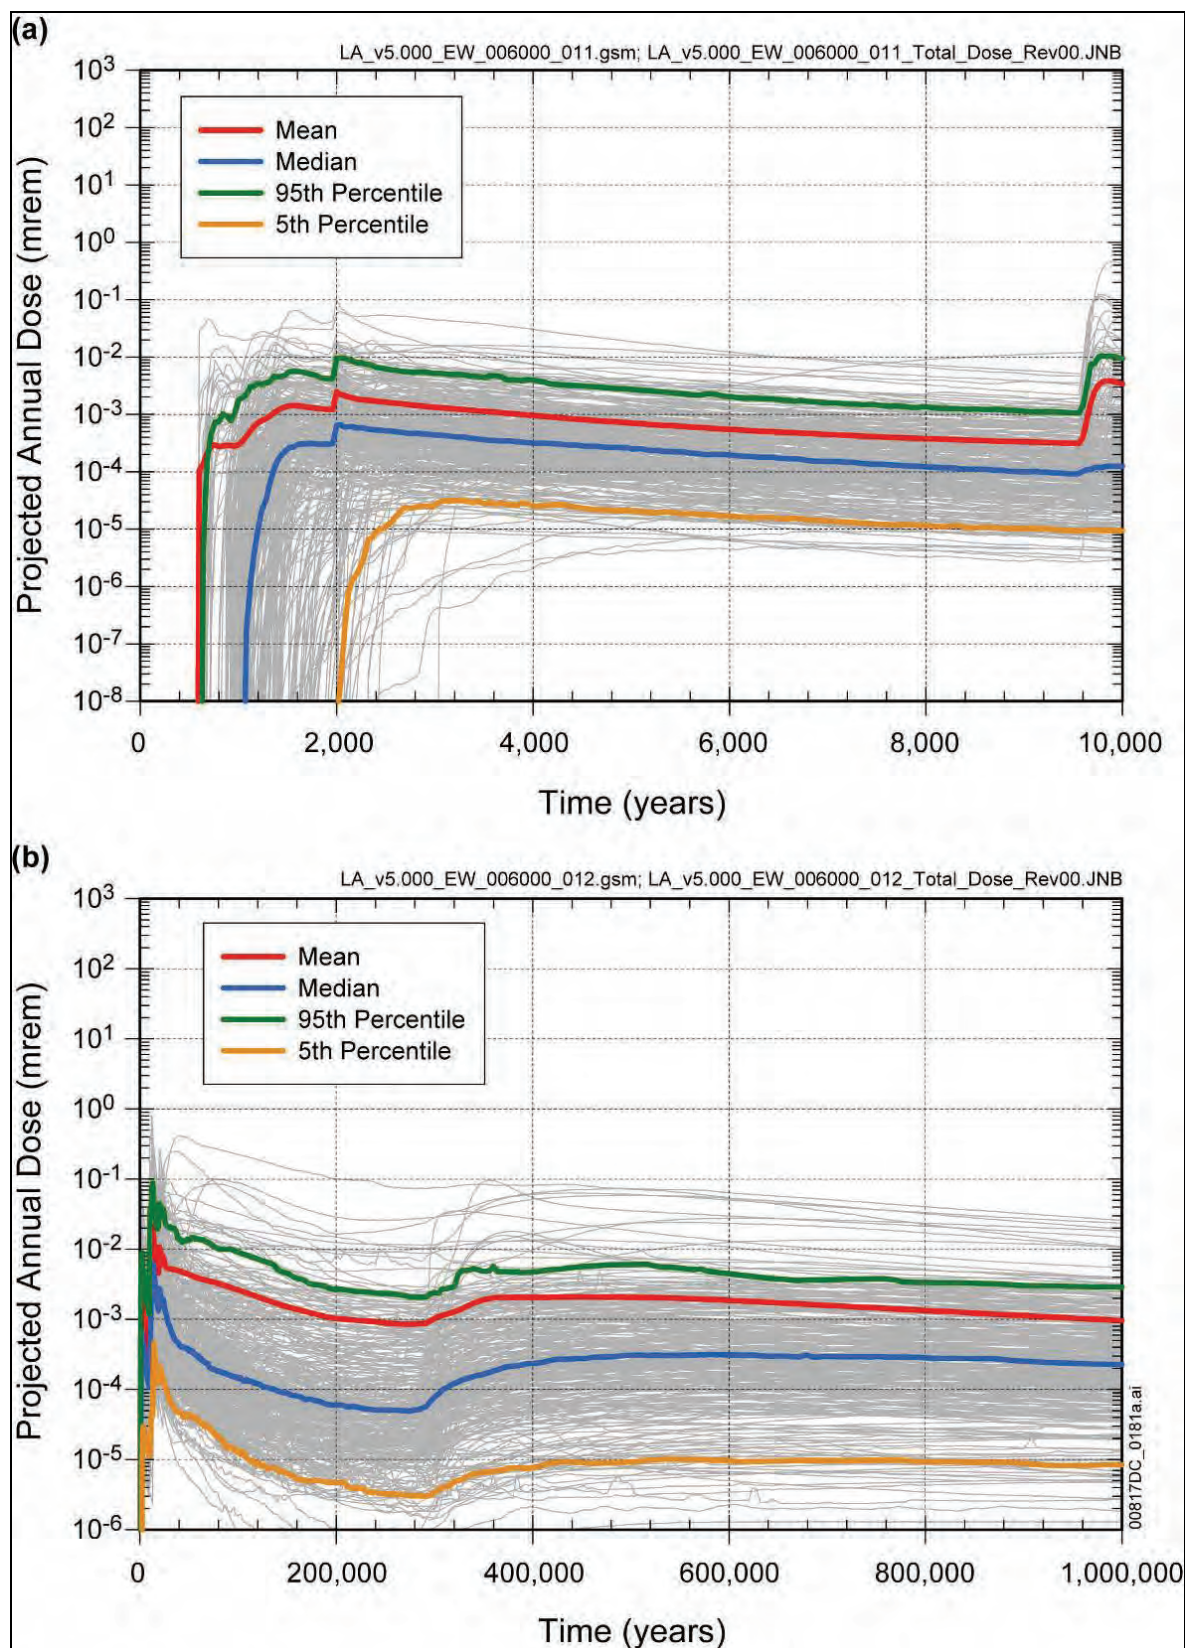 (a)
LA_v5.000_EW_006000_011.gsm; LA_v5.000_EW_006000_011_Total_Dose_Rev00.JNB
Projected Annual Dose (mrem)
10³
10²
10¹
10⁰
10⁻¹
10⁻²
10⁻³
10⁻⁴
10⁻⁵
10⁻⁶
10⁻⁷
10⁻⁸
Mean
Median
95th Percentile
5th Percentile
0 2,000 4,000 6,000 8,000 10,000
Time (years)
(b)
LA_v5.000_EW_006000_012.gsm; LA_v5.000_EW_006000_012_Total_Dose_Rev00.JNB
Projected Annual Dose (mrem)
10³
10²
10¹
10⁰
10⁻¹
10⁻²
10⁻³
10⁻⁴
10⁻⁵
10⁻⁶
Mean
Median
95th Percentile
5th Percentile
00817DC_0181a.ai
0 200,000 400,000 600,000 800,000 1,000,000
Time (years)